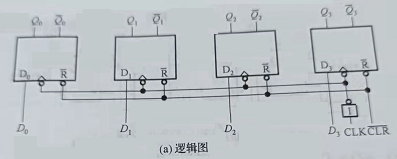 Q₀ Q̅₀ Q₁ Q̅₁ Q₂ Q̅₂ Q₃ Q̅₃
D₀ R̅ D₁ R̅ D₂ R̅ D₃ R̅
1
D₀ D₁ D₂ D₃ CLK C̅L̅R̅
(a) 逻辑图